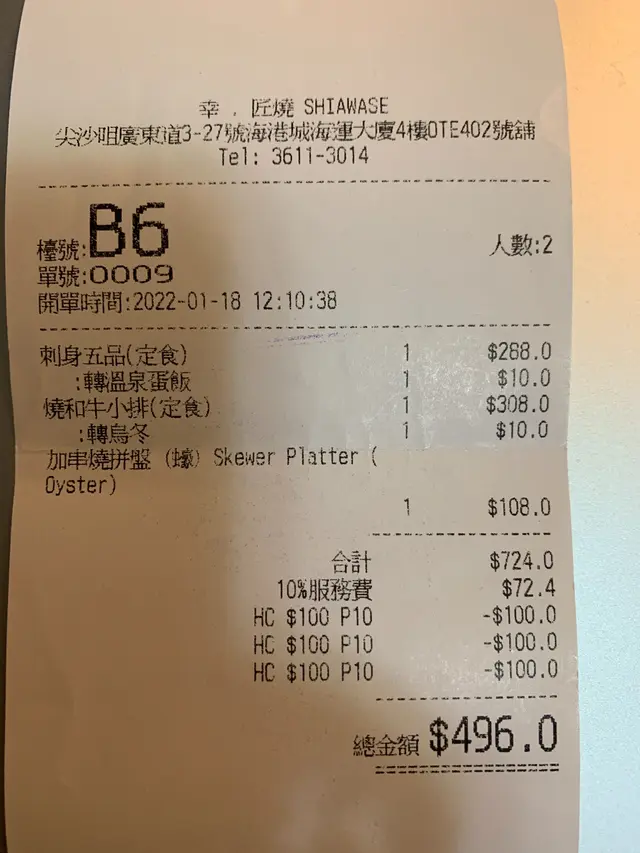 幸．匠燒 SHIAWASE
尖沙咀廣東道3-27號海港城海運大廈4樓OTE402號舖
Tel: 3611-3014
檯號:B6 人數:2
單號:0009
開單時間:2022-01-18 12:10:38
刺身五品(定食) 1 $288.0
:轉溫泉蛋飯 1 $10.0
燒和牛小排(定食) 1 $308.0
:轉烏冬 1 $10.0
加串燒拼盤 (蠔) Skewer Platter (
Oyster)
1 $108.0
合計 $724.0
10%服務費 $72.4
HC $100 P10 -$100.0
HC $100 P10 -$100.0
HC $100 P10 -$100.0
總金額 $496.0